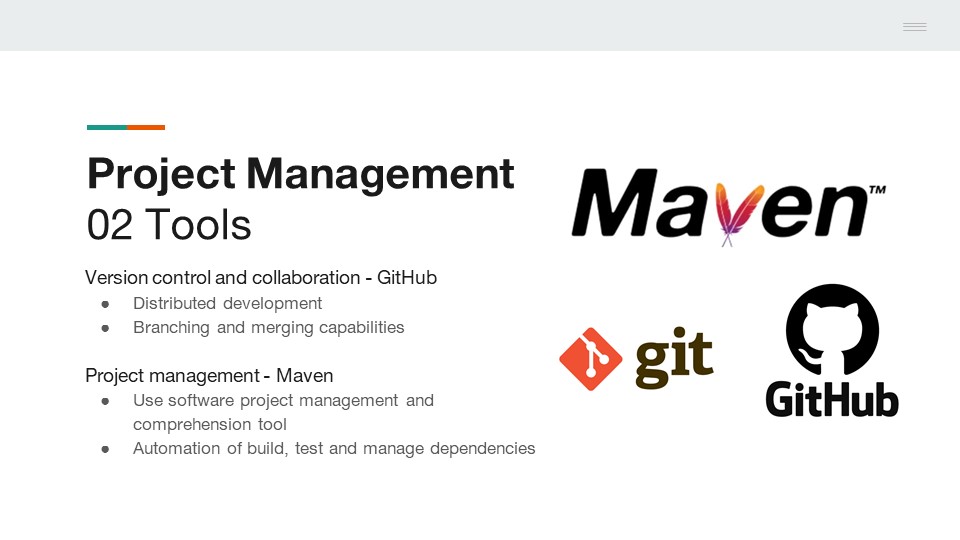 Project Management
02 Tools
Version control and collaboration - GitHub
● Distributed development
● Branching and merging capabilities
Project management - Maven
● Use software project management and
comprehension tool
● Automation of build, test and manage dependencies
Maven™
git
GitHub